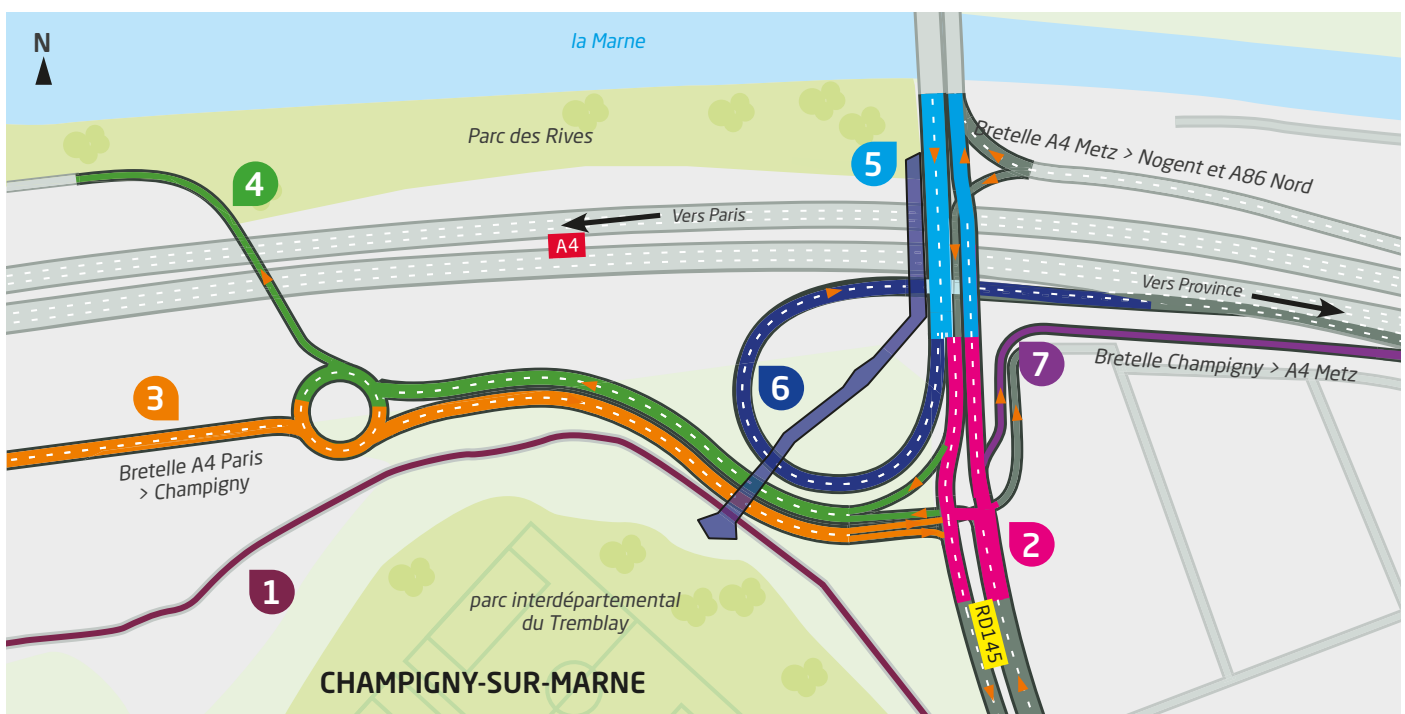 la Marne
N
Parc des Rives
Bretelle A4 Metz > Nogent et A86 Nord
5
4
Vers Paris
A4
Vers Province
7
Bretelle Champigny > A4 Metz
6
3
Bretelle A4 Paris
> Champigny
2
1
parc interdépartemental
du Tremblay
RD145
CHAMPIGNY-SUR-MARNE